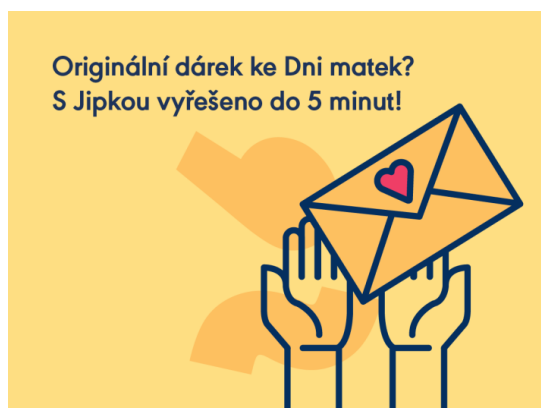 Originální dárek ke Dni matek?
S Jipkou vyřešeno do 5 minut!